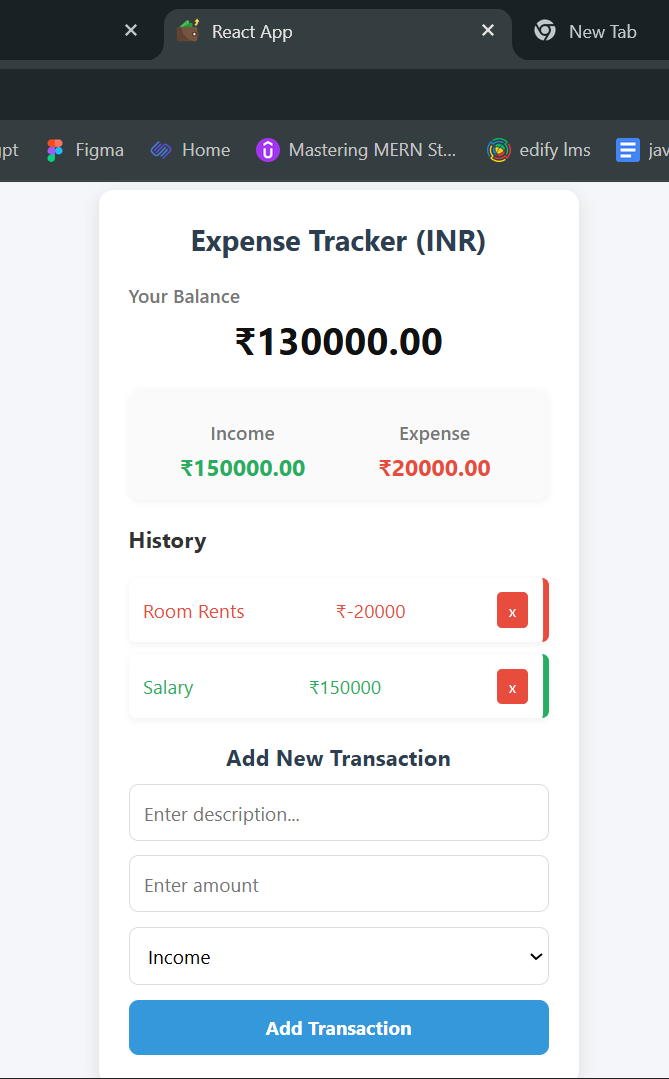 React App
New Tab
pt Figma Home Mastering MERN St... edify lms jav
Expense Tracker (INR)
Your Balance
₹130000.00
Income Expense
₹150000.00 ₹20000.00
History
Room Rents ₹-20000 x
Salary ₹150000 x
Add New Transaction
Enter description...
Enter amount
Income
Add Transaction